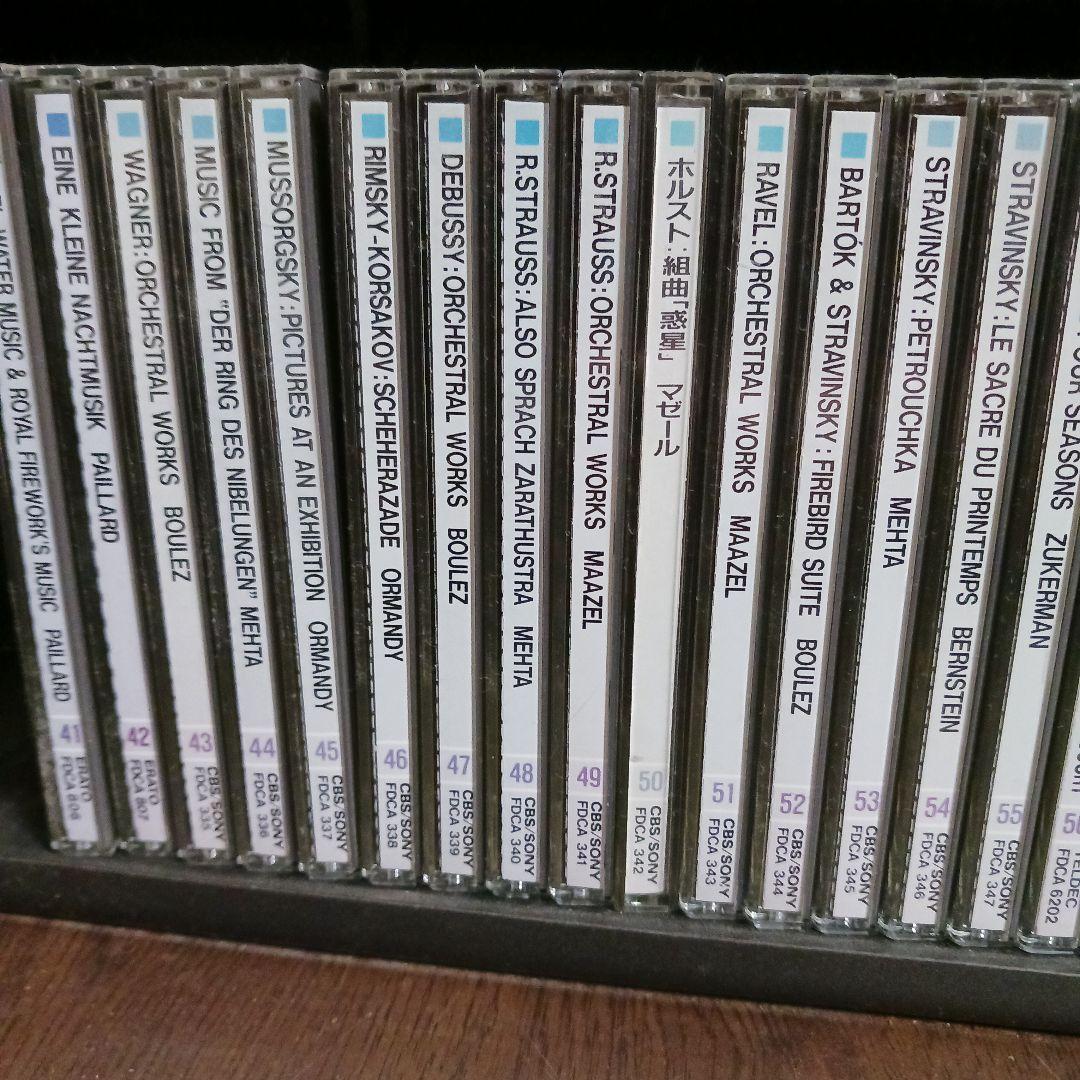 WATER MUSIC & ROYAL FIREWORK'S MUSIC PAILLARD 41 ERATO FDCA 806
EINE KLEINE NACHTMUSIK PAILLARD 42 ERATO FDCA 807
WAGNER:ORCHESTRAL WORKS BOULEZ 43 CBS/SONY FDCA 335
MUSIC FROM "DER RING DES NIBELUNGEN" MEHTA 44 CBS/SONY FDCA 336
MUSSORGSKY:PICTURES AT AN EXHIBITION ORMANDY 45 CBS/SONY FDCA 337
RIMSKY-KORSAKOV:SCHEHERAZADE ORMANDY 46 CBS/SONY FDCA 338
DEBUSSY:ORCHESTRAL WORKS BOULEZ 47 CBS/SONY FDCA 339
R.STRAUSS:ALSO SPRACH ZARATHUSTRA MEHTA 48 CBS/SONY FDCA 340
R.STRAUSS:ORCHESTRAL WORKS MAAZEL 49 CBS/SONY FDCA 341
ホルスト:組曲「惑星」 マゼール 50 CBS/SONY FDCA 342
RAVEL:ORCHESTRAL WORKS MAAZEL 51 CBS/SONY FDCA 343
BARTÓK & STRAVINSKY:FIREBIRD SUITE BOULEZ 52 CBS/SONY FDCA 344
STRAVINSKY:PETROUCHKA MEHTA 53 CBS/SONY FDCA 345
STRAVINSKY:LE SACRE DU PRINTEMPS BERNSTEIN 54 CBS/SONY FDCA 346
SEASONS ZUKERMAN 55 CBS/SONY FDCA 347
TELDEC FDCA 6202